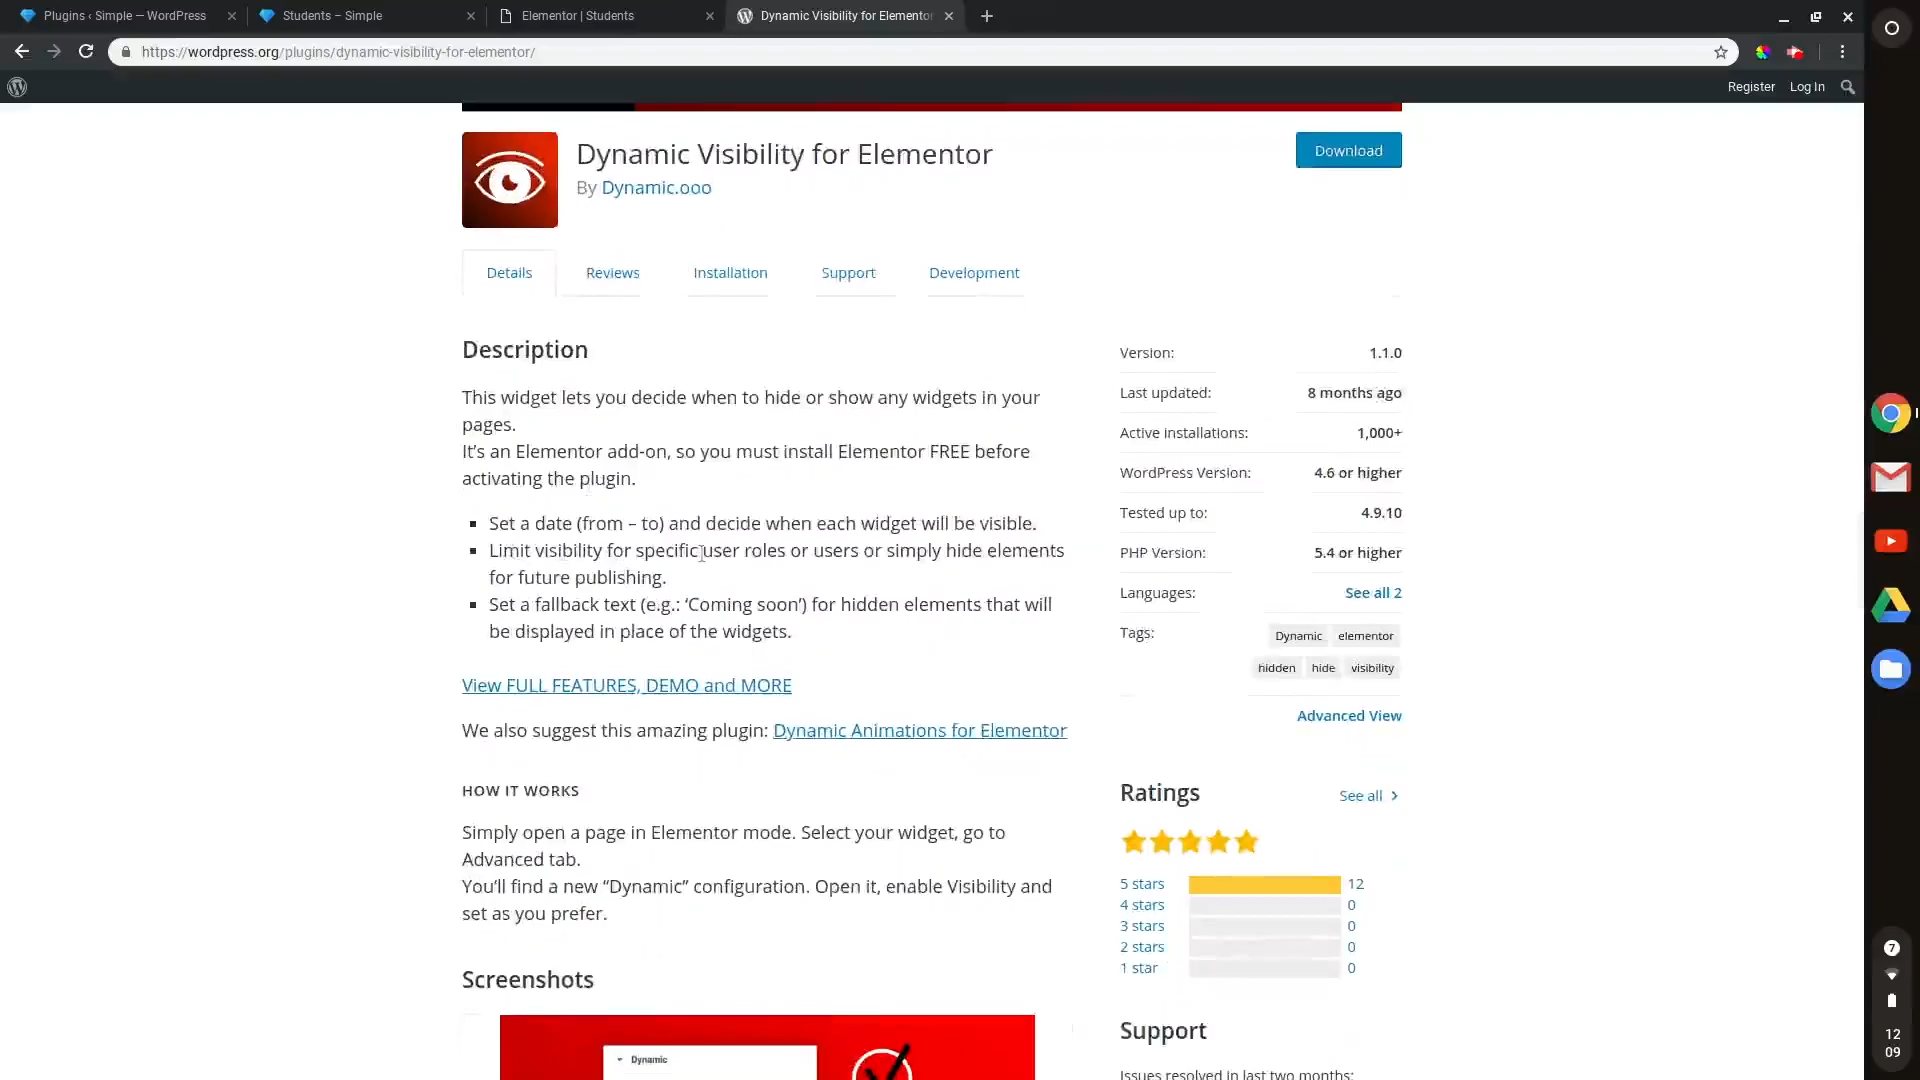 Plugins ‹ Simple — WordPress
Students – Simple
Elementor | Students
Dynamic Visibility for Elementor
https://wordpress.org/plugins/dynamic-visibility-for-elementor/
Register
Log In
Dynamic Visibility for Elementor
By Dynamic.ooo
Download
Details
Reviews
Installation
Support
Development
Description
This widget lets you decide when to hide or show any widgets in your
pages.
It’s an Elementor add-on, so you must install Elementor FREE before
activating the plugin.
Set a date (from – to) and decide when each widget will be visible.
Limit visibility for specific user roles or users or simply hide elements
for future publishing.
Set a fallback text (e.g.: ‘Coming soon’) for hidden elements that will
be displayed in place of the widgets.
View FULL FEATURES, DEMO and MORE
We also suggest this amazing plugin: Dynamic Animations for Elementor
HOW IT WORKS
Simply open a page in Elementor mode. Select your widget, go to
Advanced tab.
You’ll find a new “Dynamic” configuration. Open it, enable Visibility and
set as you prefer.
Screenshots
Dynamic
Version: 1.1.0
Last updated: 8 months ago
Active installations: 1,000+
WordPress Version: 4.6 or higher
Tested up to: 4.9.10
PHP Version: 5.4 or higher
Languages: See all 2
Tags: Dynamic elementor
hidden hide visibility
Advanced View
Ratings
See all
5 stars 12
4 stars 0
3 stars 0
2 stars 0
1 star 0
Support
Issues resolved in last two months:
7
12
09